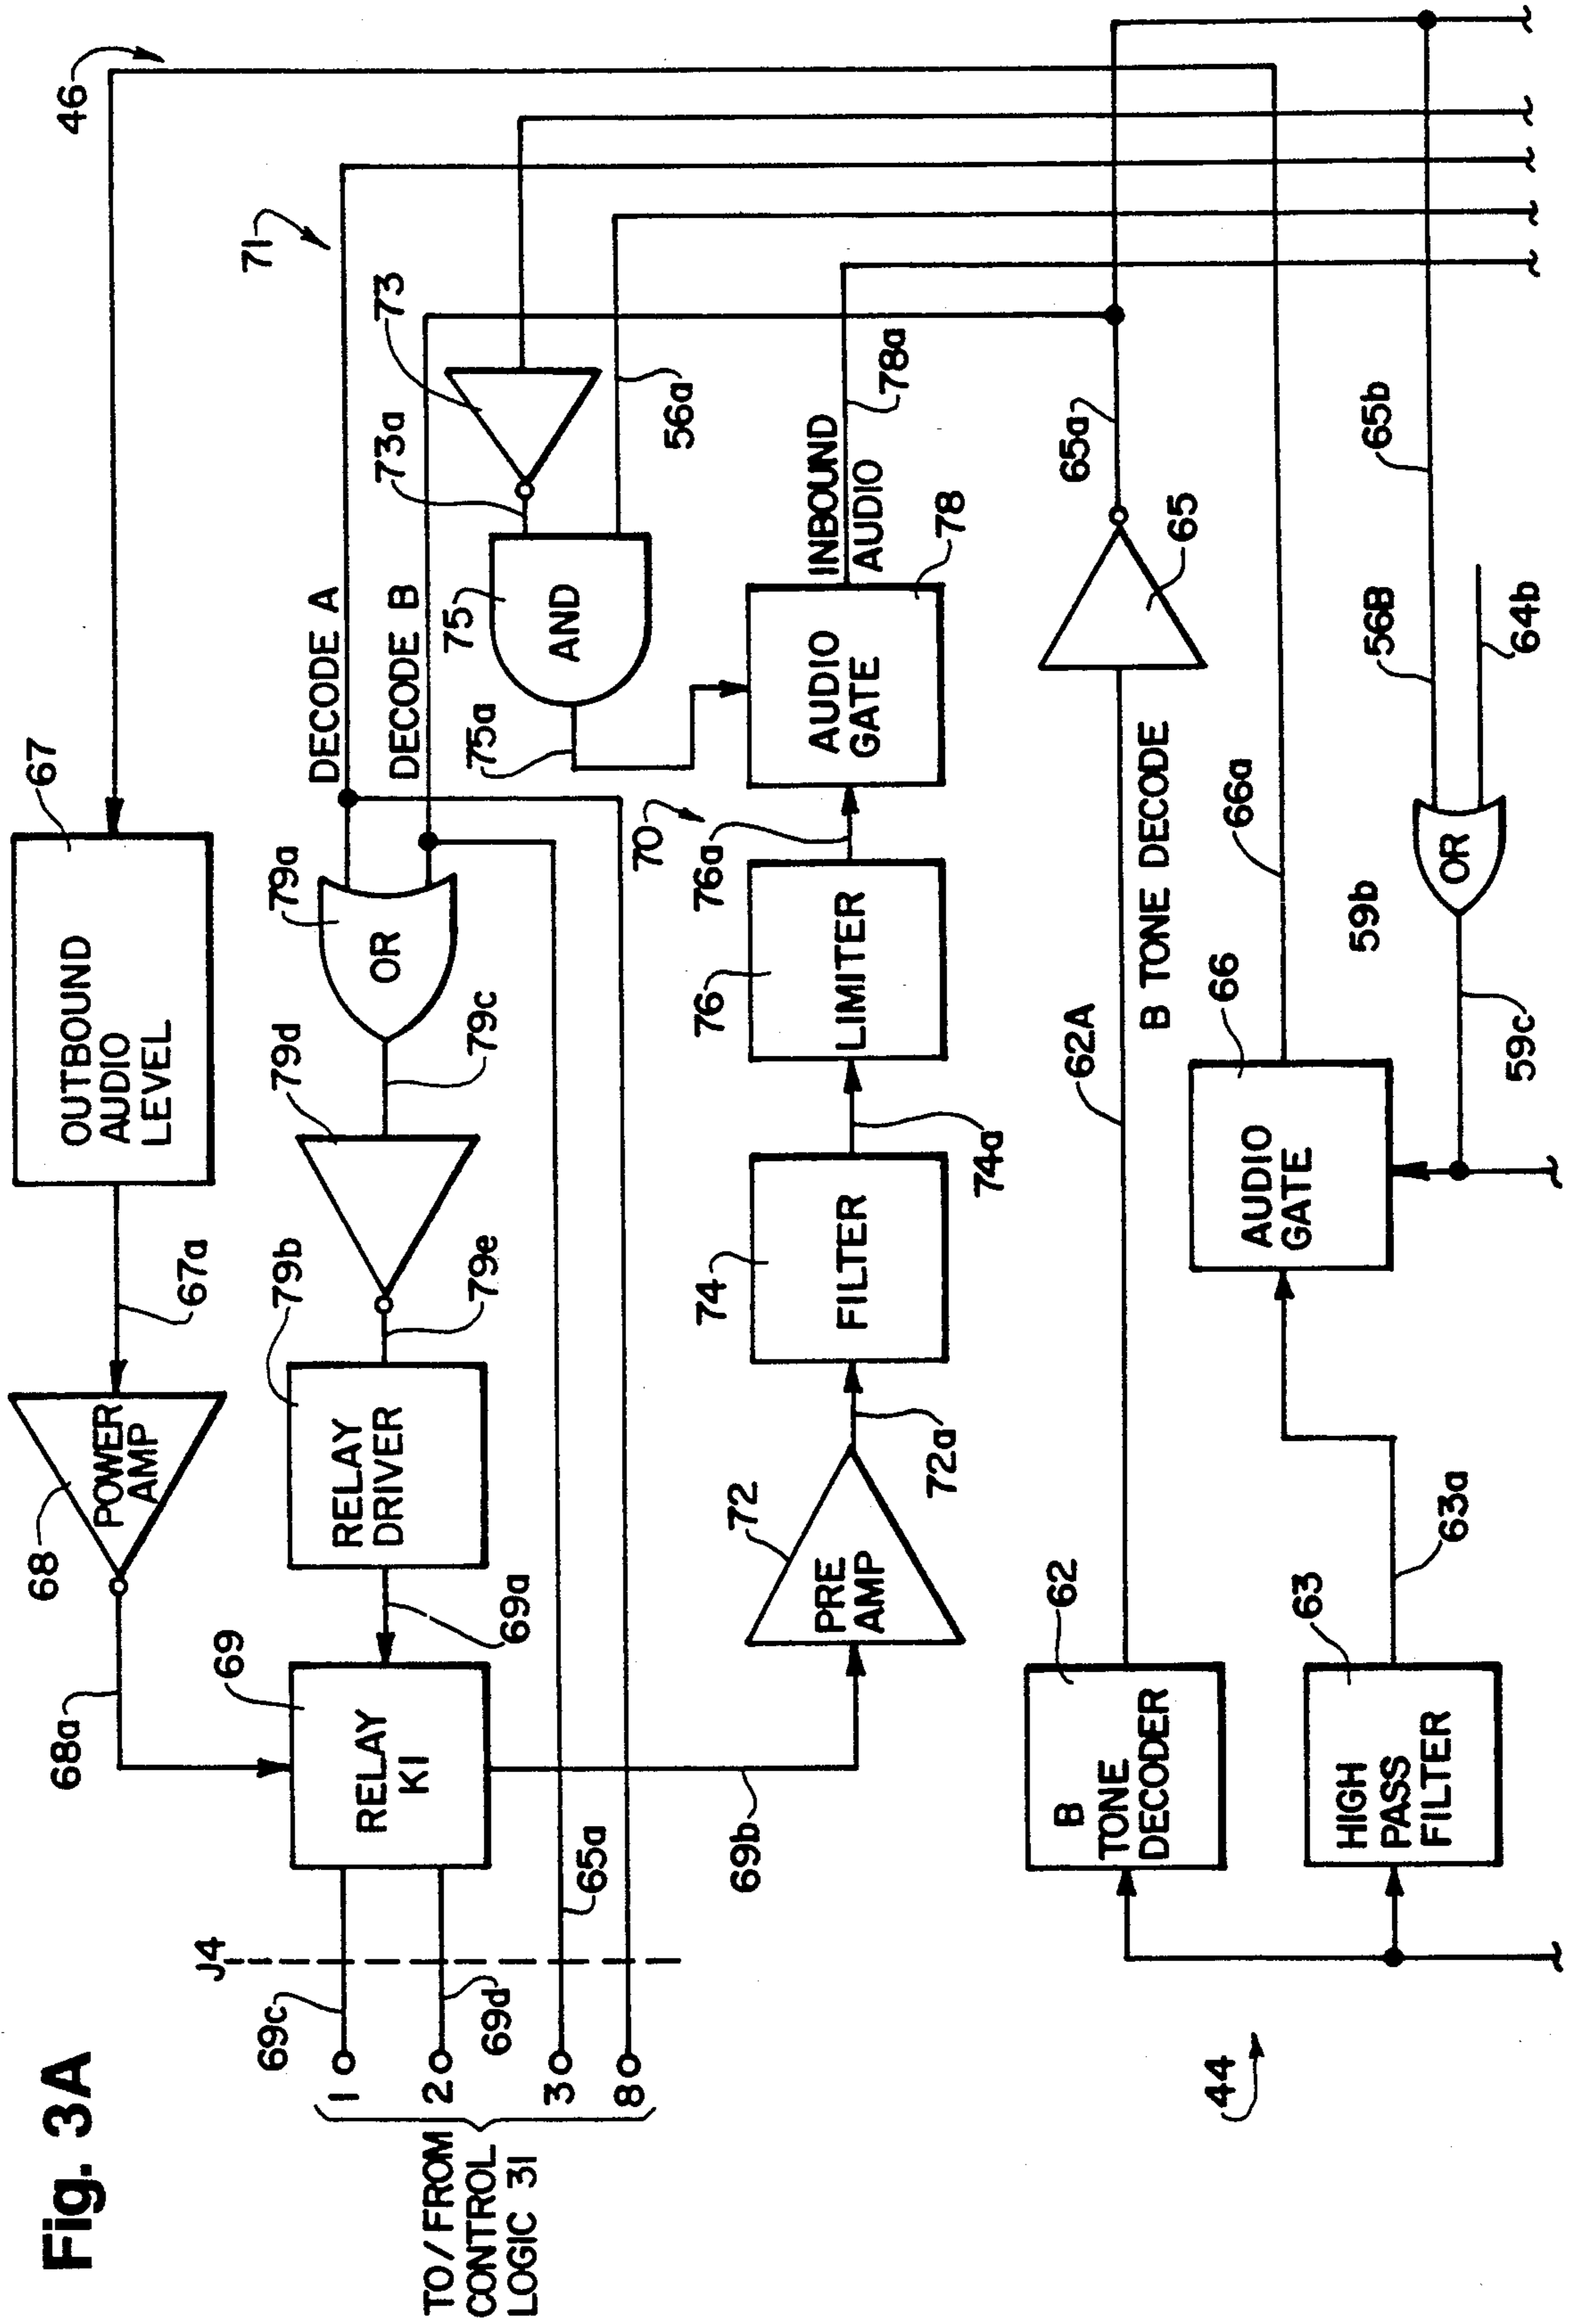 Fig. 3A
TO/FROM
CONTROL
LOGIC 31
1
2
3
8
J4
69c
69d
65a
68a
68
POWER
AMP
67a
67
OUTBOUND
AUDIO
LEVEL
46
69
RELAY
K1
69a
79b
RELAY
DRIVER
79e
79d
79c
79a
OR
DECODE A
DECODE B
71
73
73a
75
AND
75a
56a
69b
72
PRE
AMP
72a
74
FILTER
74a
76
LIMITER
76a
70
AUDIO
GATE
78
INBOUND
AUDIO
78a
62
B
TONE
DECODER
62A
B TONE DECODE
65
65a
44
63
HIGH
PASS
FILTER
63a
66
AUDIO
GATE
66a
59b
59c
OR
56B
64b
65b